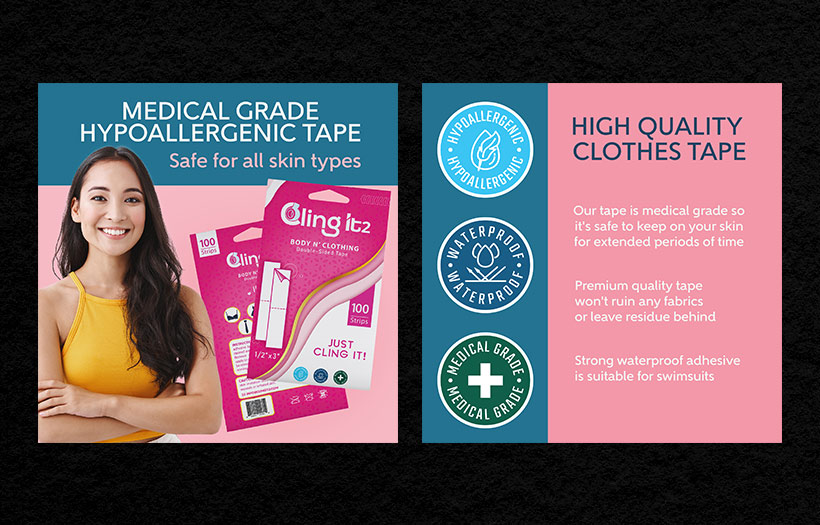 MEDICAL GRADE
HYPOALLERGENIC TAPE
Safe for all skin types
100
Strips
Cling it2
BODY N' CLOTHING
Double-Sided Tape
100
Strips
1/2"x3"
JUST
CLING IT!
HYPOALLERGENIC
HYPOALLERGENIC
WATERPROOF
WATERPROOF
MEDICAL GRADE
MEDICAL GRADE
HIGH QUALITY
CLOTHES TAPE
Our tape is medical grade so
it's safe to keep on your skin
for extended periods of time
Premium quality tape
won't ruin any fabrics
or leave residue behind
Strong waterproof adhesive
is suitable for swimsuits